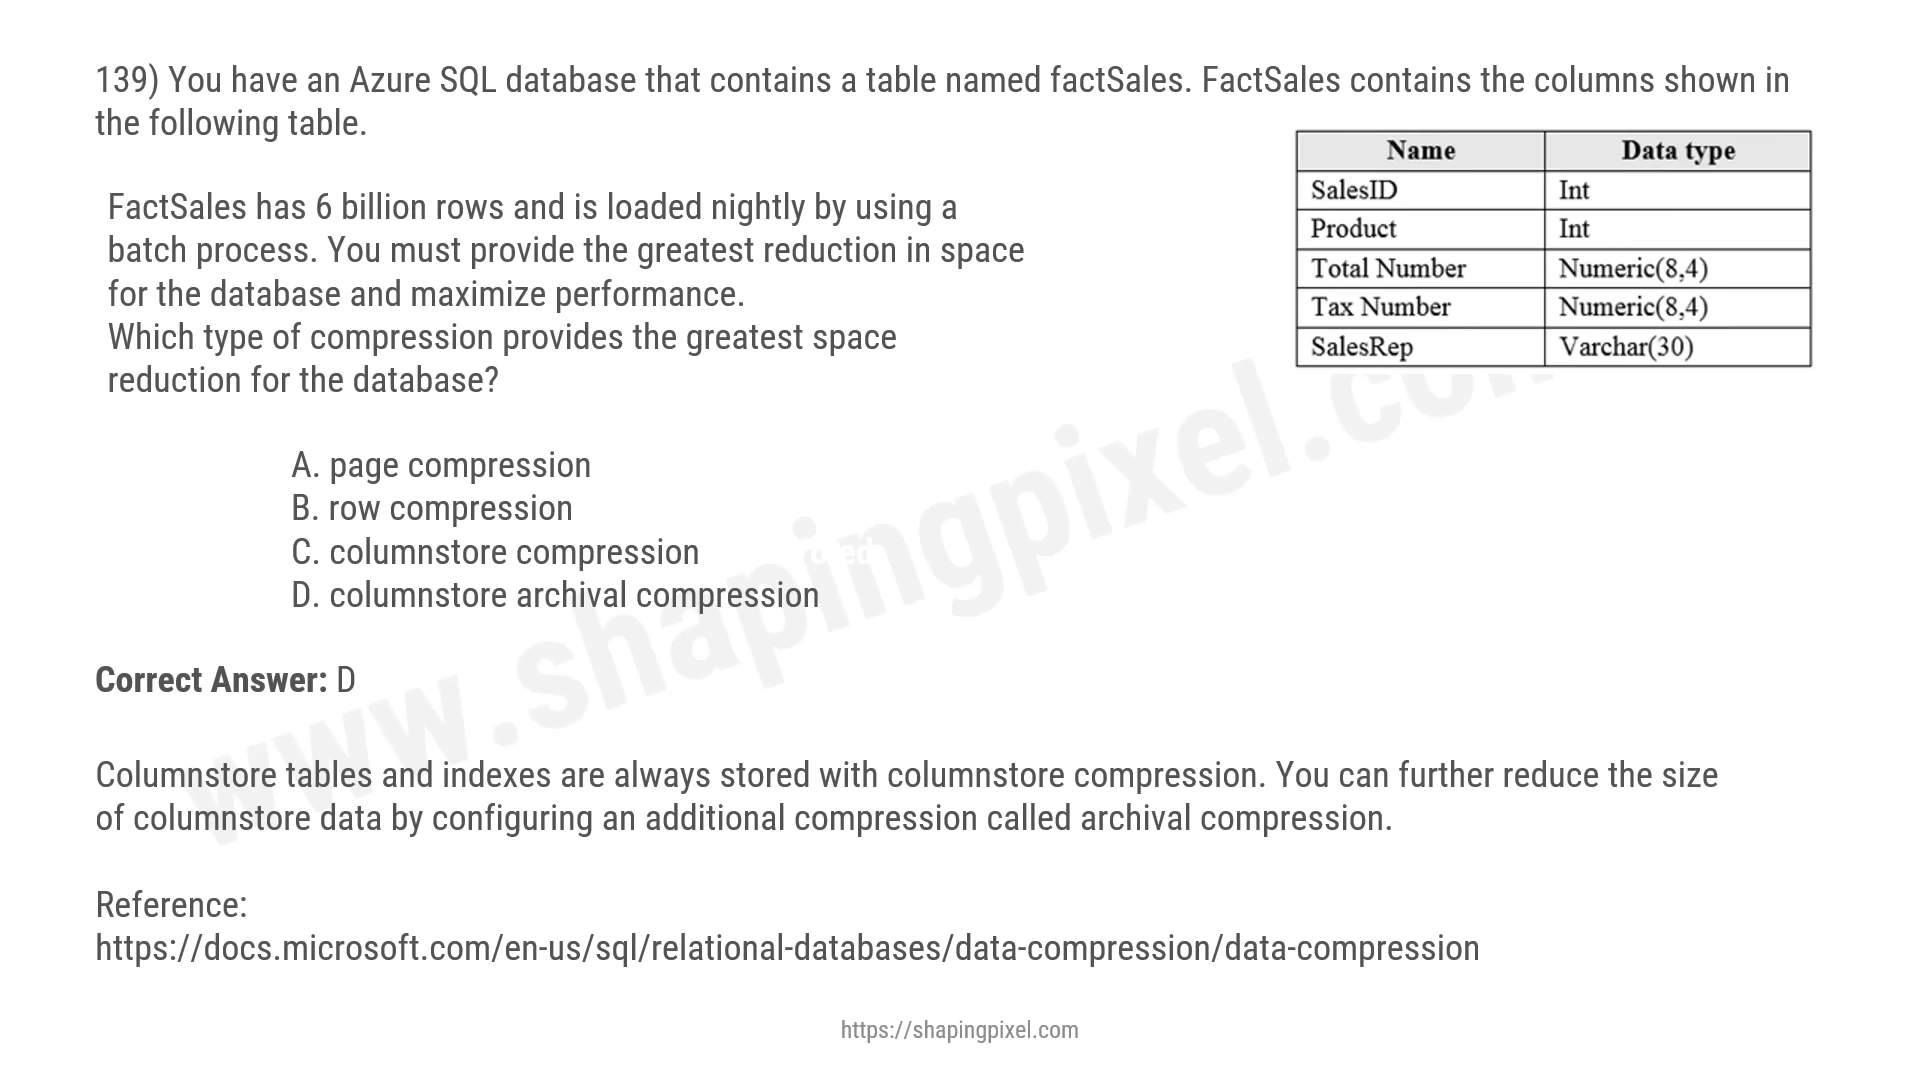 139) You have an Azure SQL database that contains a table named factSales. FactSales contains the columns shown in
the following table.
Name Data type
SalesID Int
Product Int
Total Number Numeric(8,4)
Tax Number Numeric(8,4)
SalesRep Varchar(30)
FactSales has 6 billion rows and is loaded nightly by using a
batch process. You must provide the greatest reduction in space
for the database and maximize performance.
Which type of compression provides the greatest space
reduction for the database?
A. page compression
B. row compression
C. columnstore compression
D. columnstore archival compression
Correct Answer: D
Columnstore tables and indexes are always stored with columnstore compression. You can further reduce the size
of columnstore data by configuring an additional compression called archival compression.
Reference:
https://docs.microsoft.com/en-us/sql/relational-databases/data-compression/data-compression
www.shapingpixel.com
https://shapingpixel.com